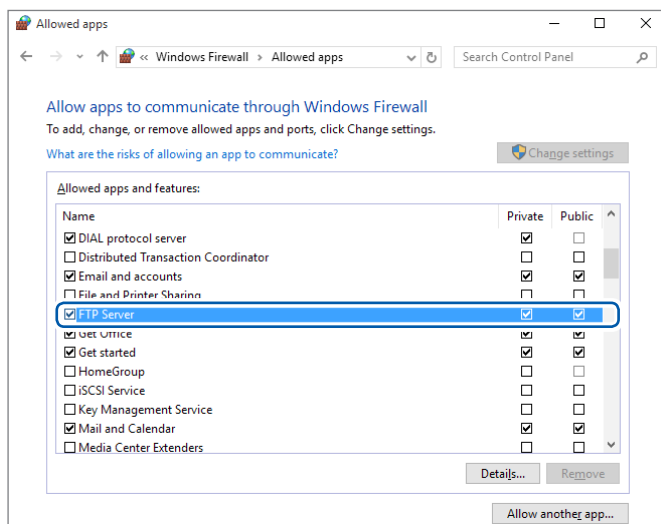 Allowed apps
« Windows Firewall › Allowed apps
Search Control Panel
Allow apps to communicate through Windows Firewall
To add, change, or remove allowed apps and ports, click Change settings.
What are the risks of allowing an app to communicate?
Change settings
Allowed apps and features:
Name Private Public
DIAL protocol server
Distributed Transaction Coordinator
Email and accounts
File and Printer Sharing
FTP Server
Get Office
Get started
HomeGroup
iSCSI Service
Key Management Service
Mail and Calendar
Media Center Extenders
Details... Remove
Allow another app...